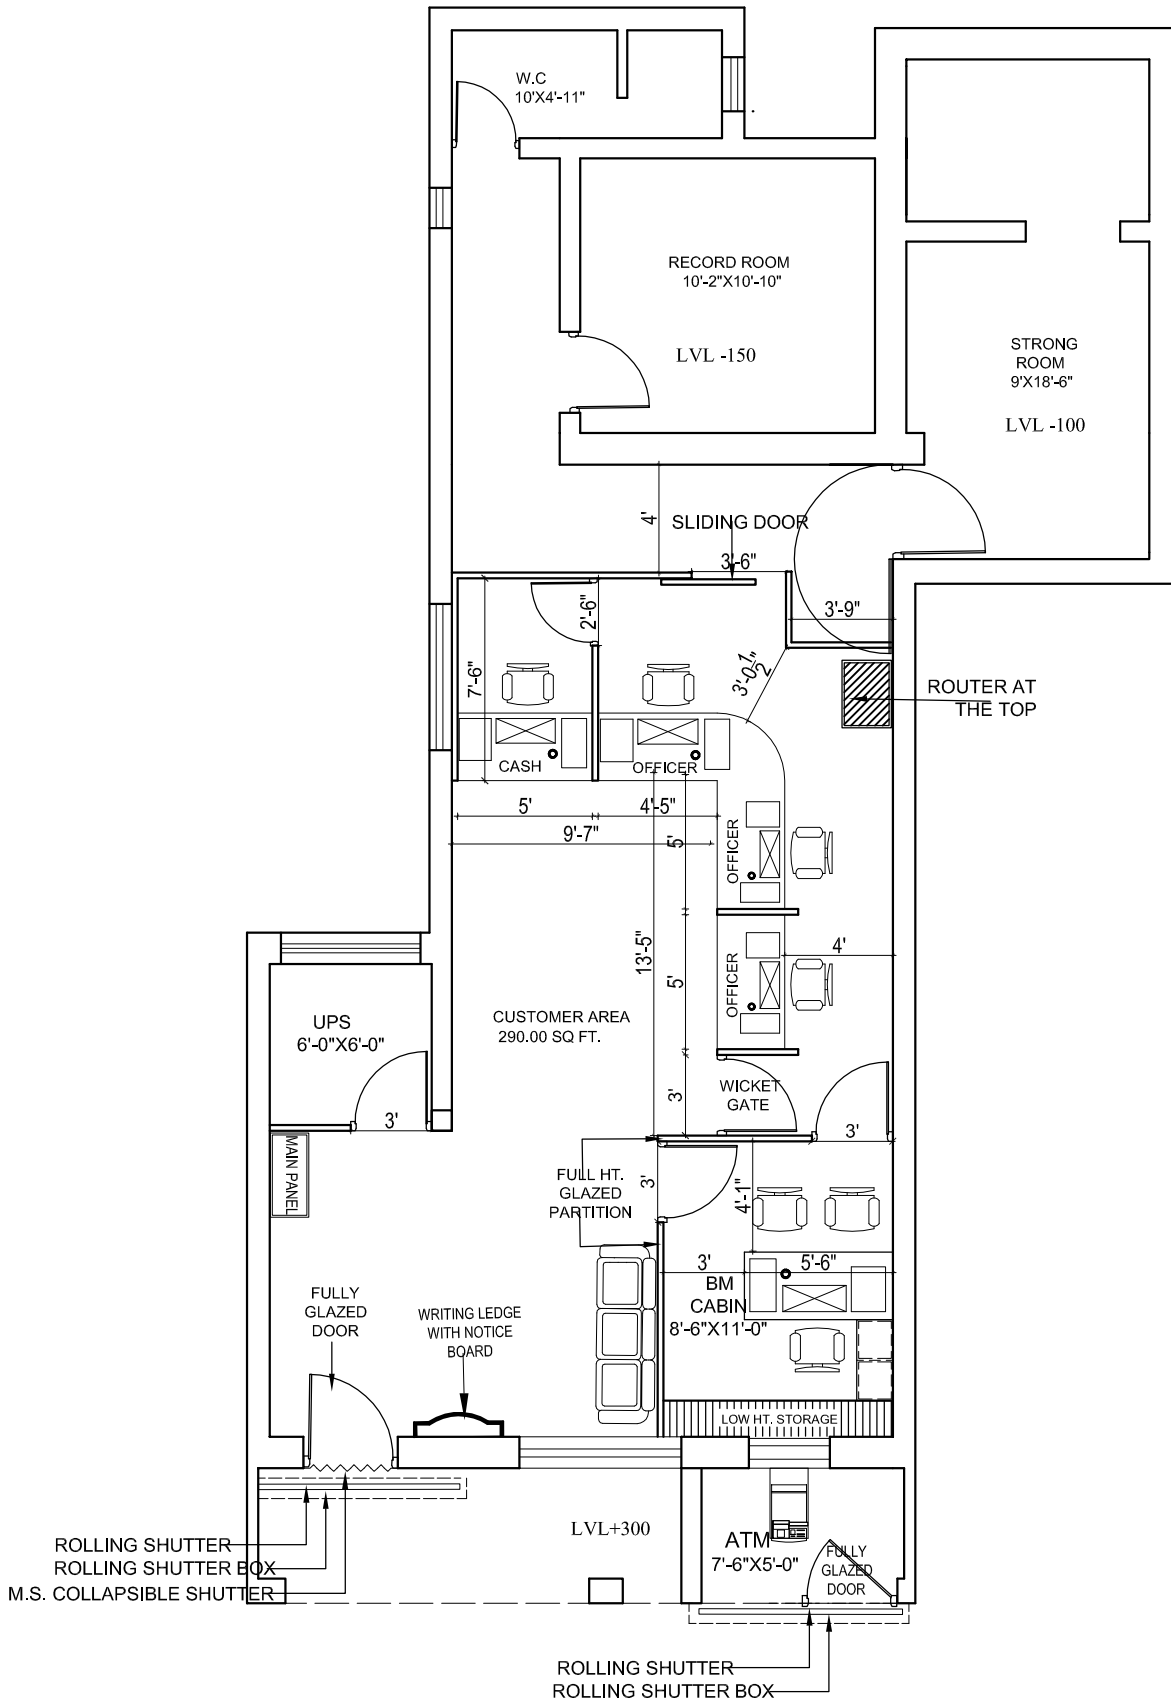 W.C
10'X4'-11"
RECORD ROOM
10'-2"X10'-10"
LVL -150
STRONG
ROOM
9'X18'-6"
LVL -100
4'
SLIDING DOOR
3'-6"
2'-6"
3'-9"
7'-6"
3'-0 1/2"
ROUTER AT
THE TOP
CASH
OFFICER
5'
4'-5"
9'-7"
5'
OFFICER
13'-5"
5'
OFFICER
4'
CUSTOMER AREA
290.00 SQ FT.
UPS
6'-0"X6'-0"
3'
WICKET
GATE
3'
3'
MAIN PANEL
FULL HT.
GLAZED
PARTITION
3'
4'-1"
3'
5'-6"
BM
CABIN
8'-6"X11'-0"
FULLY
GLAZED
DOOR
WRITING LEDGE
WITH NOTICE
BOARD
LOW HT. STORAGE
LVL+300
ATM
7'-6"X5'-0"
FULLY
GLAZED
DOOR
ROLLING SHUTTER
ROLLING SHUTTER BOX
M.S. COLLAPSIBLE SHUTTER
ROLLING SHUTTER
ROLLING SHUTTER BOX